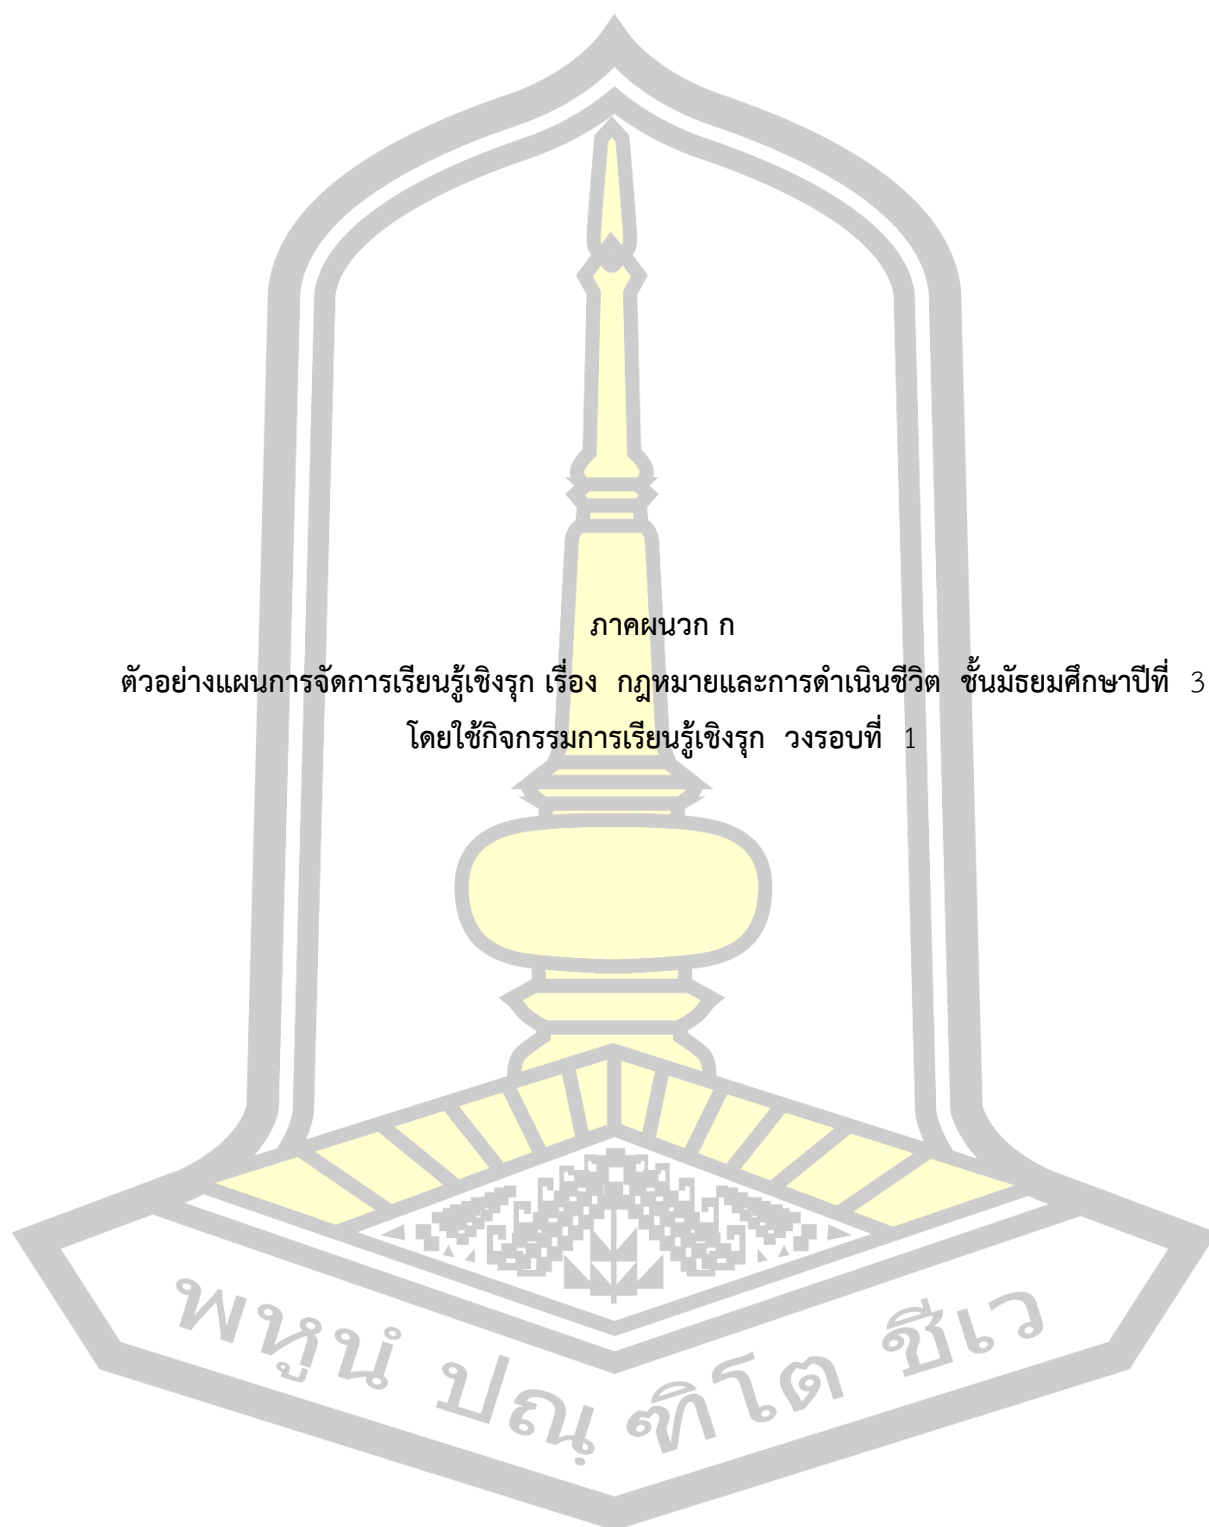 ภาคผนวก ก
ตัวอย่างแผนการจัดการเรียนรู้เชิงรุก เรื่อง กฎหมายและการดำเนินชีวิต ชั้นมัธยมศึกษาปีที่ 3
โดยใช้กิจกรรมการเรียนรู้เชิงรุก วงรอบที่ 1
พหูนํ ปณฺฑิโต ชีเว